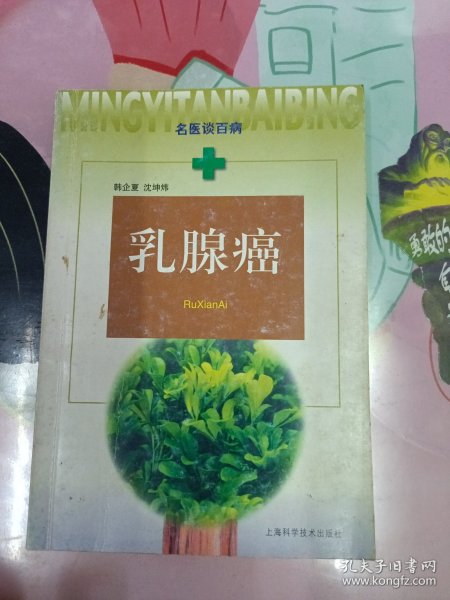 MINGYITANBAIBING
名医谈百病
韩企夏 沈坤炜
乳腺癌
RuXianAi
上海科学技术出版社
勇敢的
孔夫子旧书网
www.kongfz.com